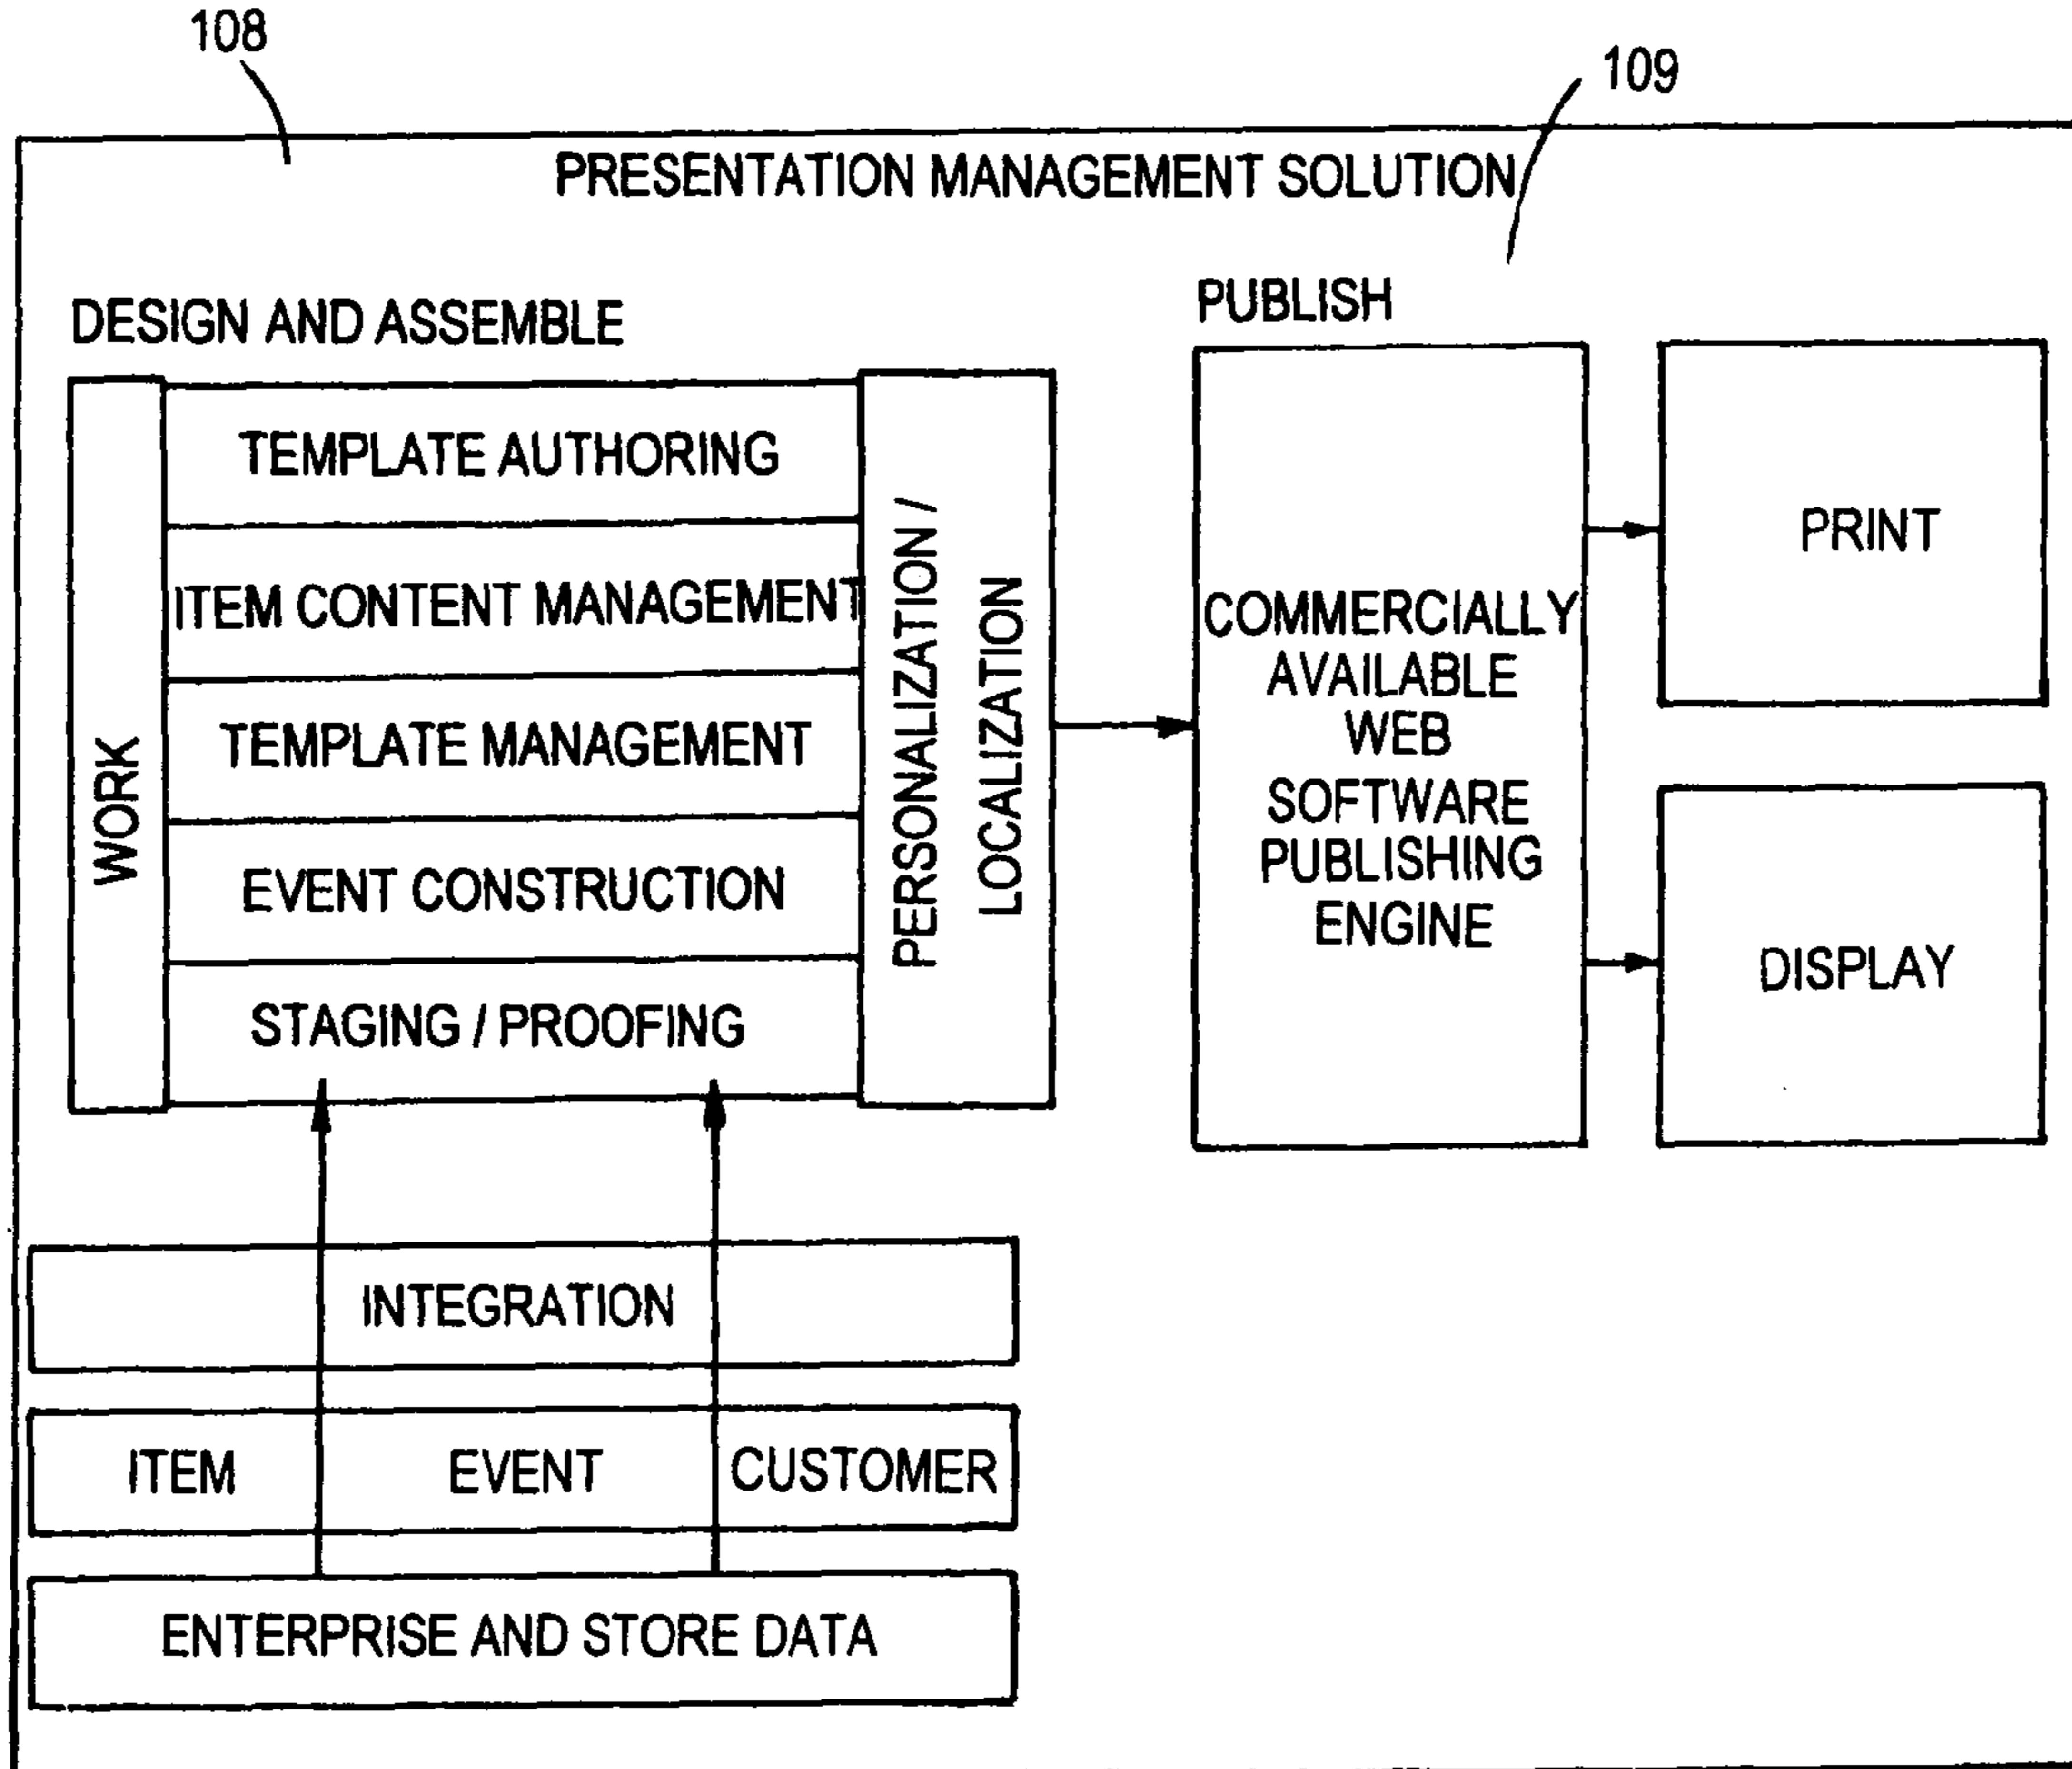 108
109
PRESENTATION MANAGEMENT SOLUTION
DESIGN AND ASSEMBLE
WORK
TEMPLATE AUTHORING
ITEM CONTENT MANAGEMENT
TEMPLATE MANAGEMENT
EVENT CONSTRUCTION
STAGING / PROOFING
PERSONALIZATION /
LOCALIZATION
PUBLISH
COMMERCIALLY
AVAILABLE
WEB
SOFTWARE
PUBLISHING
ENGINE
PRINT
DISPLAY
INTEGRATION
ITEM EVENT CUSTOMER
ENTERPRISE AND STORE DATA